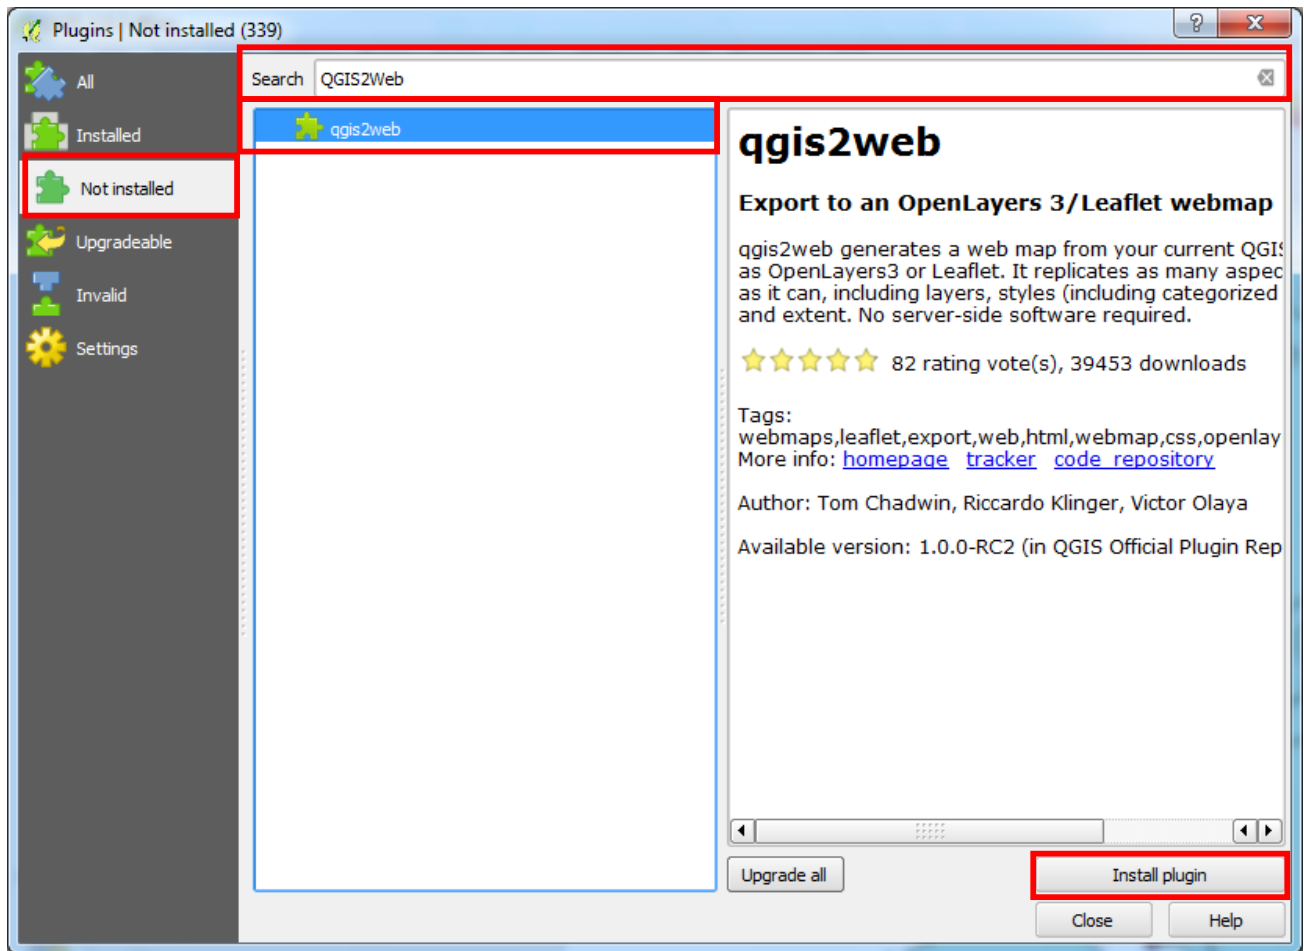 Plugins | Not installed (339)
All
Installed
Not installed
Upgradeable
Invalid
Settings
Search QGIS2Web
qgis2web
qgis2web
Export to an OpenLayers 3/Leaflet webmap
qgis2web generates a web map from your current QGIS
as OpenLayers3 or Leaflet. It replicates as many aspec
as it can, including layers, styles (including categorized
and extent. No server-side software required.
82 rating vote(s), 39453 downloads
Tags:
webmaps,leaflet,export,web,html,webmap,css,openlay
More info: homepage tracker code repository
Author: Tom Chadwin, Riccardo Klinger, Victor Olaya
Available version: 1.0.0-RC2 (in QGIS Official Plugin Rep
Upgrade all
Install plugin
Close
Help